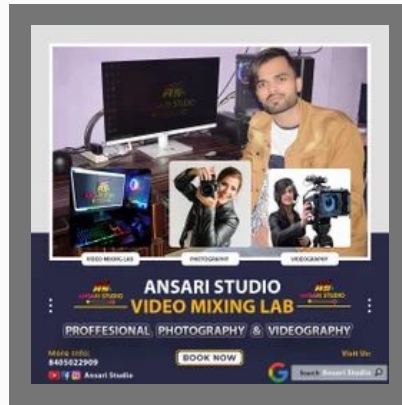 VIDEO MIXING LAB
PHOTOGRAPHY
VIDEOGRAPHY
ANSARI STUDIO
VIDEO MIXING LAB
PROFFESIONAL PHOTOGRAPHY & VIDEOGRAPHY
More Info:
8405022909
BOOK NOW
Visit Us:
Ansari Studio
Search Ansari Studio